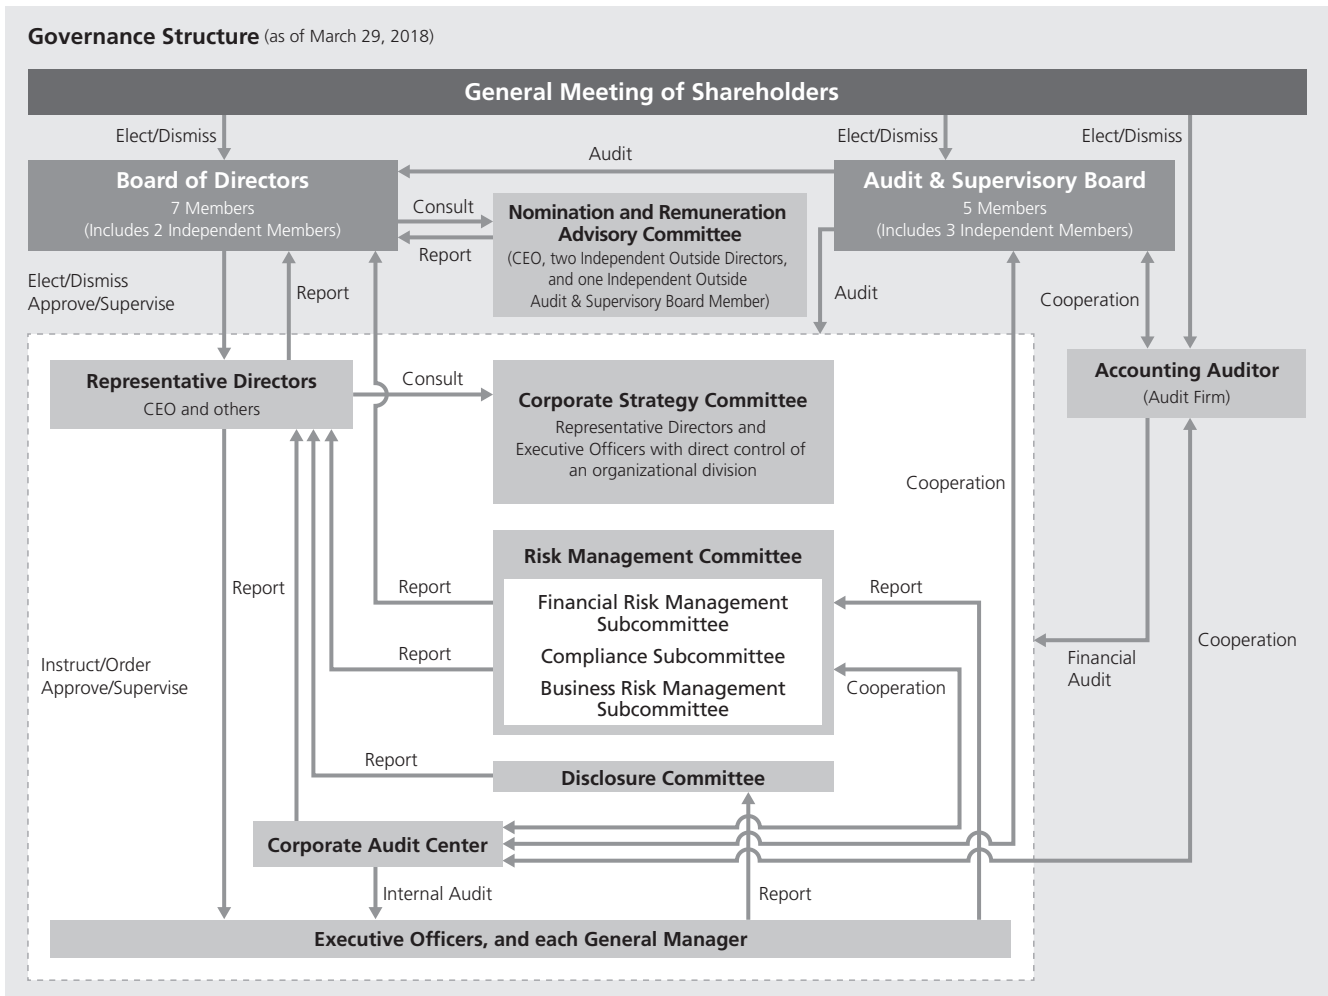 Governance Structure (as of March 29, 2018)
General Meeting of Shareholders
Elect/Dismiss
Elect/Dismiss
Elect/Dismiss
Audit
Board of Directors
7 Members
(Includes 2 Independent Members)
Audit & Supervisory Board
5 Members
(Includes 3 Independent Members)
Consult
Report
Nomination and Remuneration
Advisory Committee
(CEO, two Independent Outside Directors,
and one Independent Outside
Audit & Supervisory Board Member)
Elect/Dismiss
Approve/Supervise
Report
Audit
Cooperation
Representative Directors
CEO and others
Consult
Corporate Strategy Committee
Representative Directors and
Executive Officers with direct control of
an organizational division
Accounting Auditor
(Audit Firm)
Cooperation
Risk Management Committee
Financial Risk Management
Subcommittee
Compliance Subcommittee
Business Risk Management
Subcommittee
Report
Report
Report
Report
Cooperation
Instruct/Order
Approve/Supervise
Financial
Audit
Cooperation
Report
Disclosure Committee
Corporate Audit Center
Internal Audit
Report
Executive Officers, and each General Manager